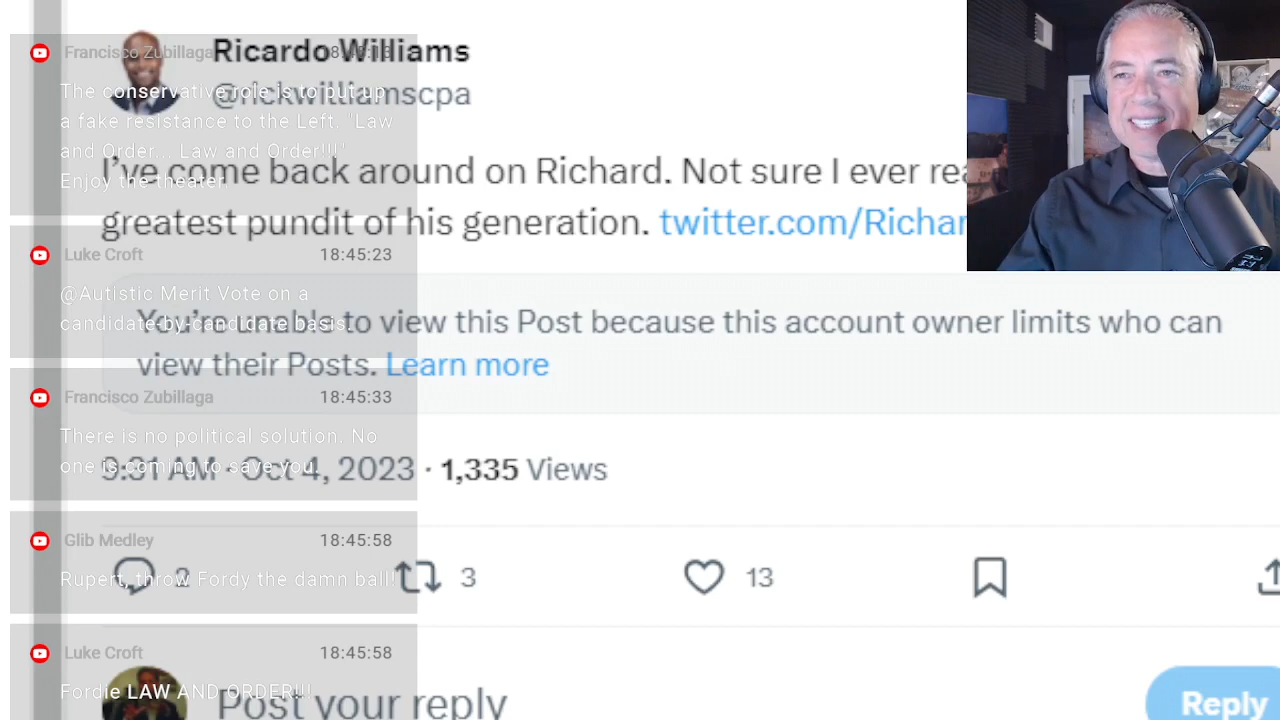 Ricardo Williams
@rickwilliamscpa
I've come back around on Richard. Not sure I ever rea
greatest pundit of his generation. twitter.com/Richar
You're unable to view this Post because this account owner limits who can
view their Posts. Learn more
9:31 AM · Oct 4, 2023 · 1,335 Views
2
3
13
Post your reply
Reply
Francisco Zubillaga
The conservative role is to put up
a fake resistance to the Left. "Law
and Order... Law and Order!!!"
Enjoy the theater
Luke Croft 18:45:23
@Autistic Merit Vote on a
candidate-by-candidate basis.
Francisco Zubillaga 18:45:33
There is no political solution. No
one is coming to save you.
Glib Medley 18:45:58
Rupert, throw Fordy the damn ball!
Luke Croft 18:45:58
Fordie LAW AND ORDER!!!